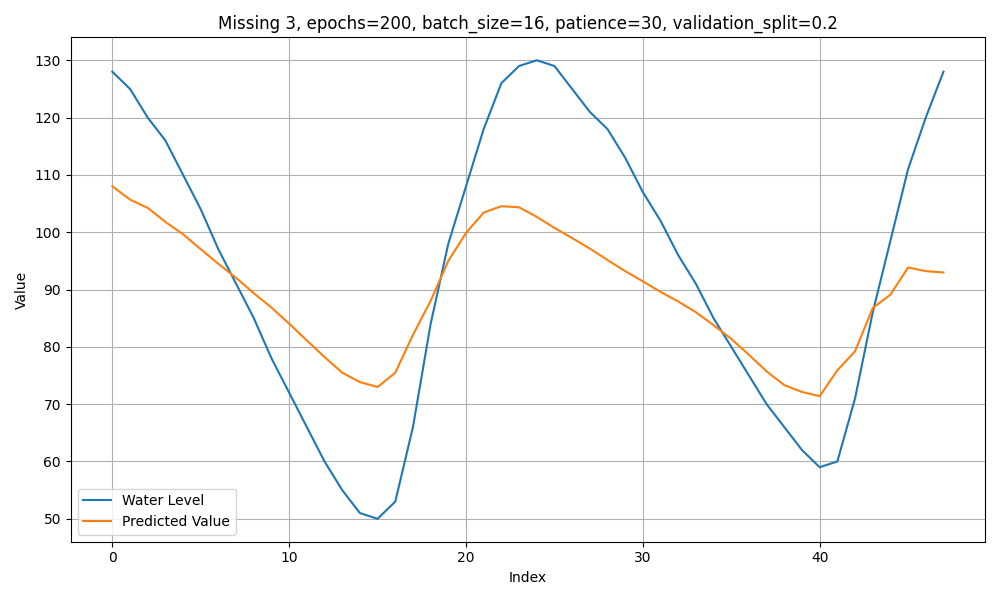 Missing 3, epochs=200, batch_size=16, patience=30, validation_split=0.2
Value
130
120
110
100
90
80
70
60
50
Water Level
Predicted Value
0 10 20 30 40
Index